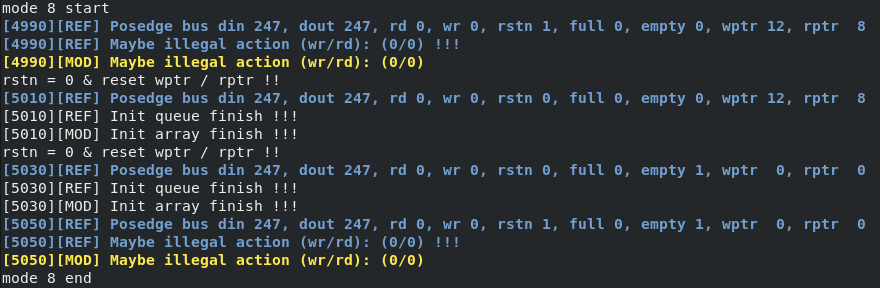 mode 8 start
[4990][REF] Posedge bus din 247, dout 247, rd 0, wr 0, rstn 1, full 0, empty 0, wptr 12, rptr  8
[4990][REF] Maybe illegal action (wr/rd): (0/0) !!!
[4990][MOD] Maybe illegal action (wr/rd): (0/0)
rstn = 0 & reset wptr / rptr !!
[5010][REF] Posedge bus din 247, dout 247, rd 0, wr 0, rstn 0, full 0, empty 0, wptr 12, rptr  8
[5010][REF] Init queue finish !!!
[5010][MOD] Init array finish !!!
rstn = 0 & reset wptr / rptr !!
[5030][REF] Posedge bus din 247, dout 247, rd 0, wr 0, rstn 0, full 0, empty 1, wptr  0, rptr  0
[5030][REF] Init queue finish !!!
[5030][MOD] Init array finish !!!
[5050][REF] Posedge bus din 247, dout 247, rd 0, wr 0, rstn 1, full 0, empty 1, wptr  0, rptr  0
[5050][REF] Maybe illegal action (wr/rd): (0/0) !!!
[5050][MOD] Maybe illegal action (wr/rd): (0/0)
mode 8 end